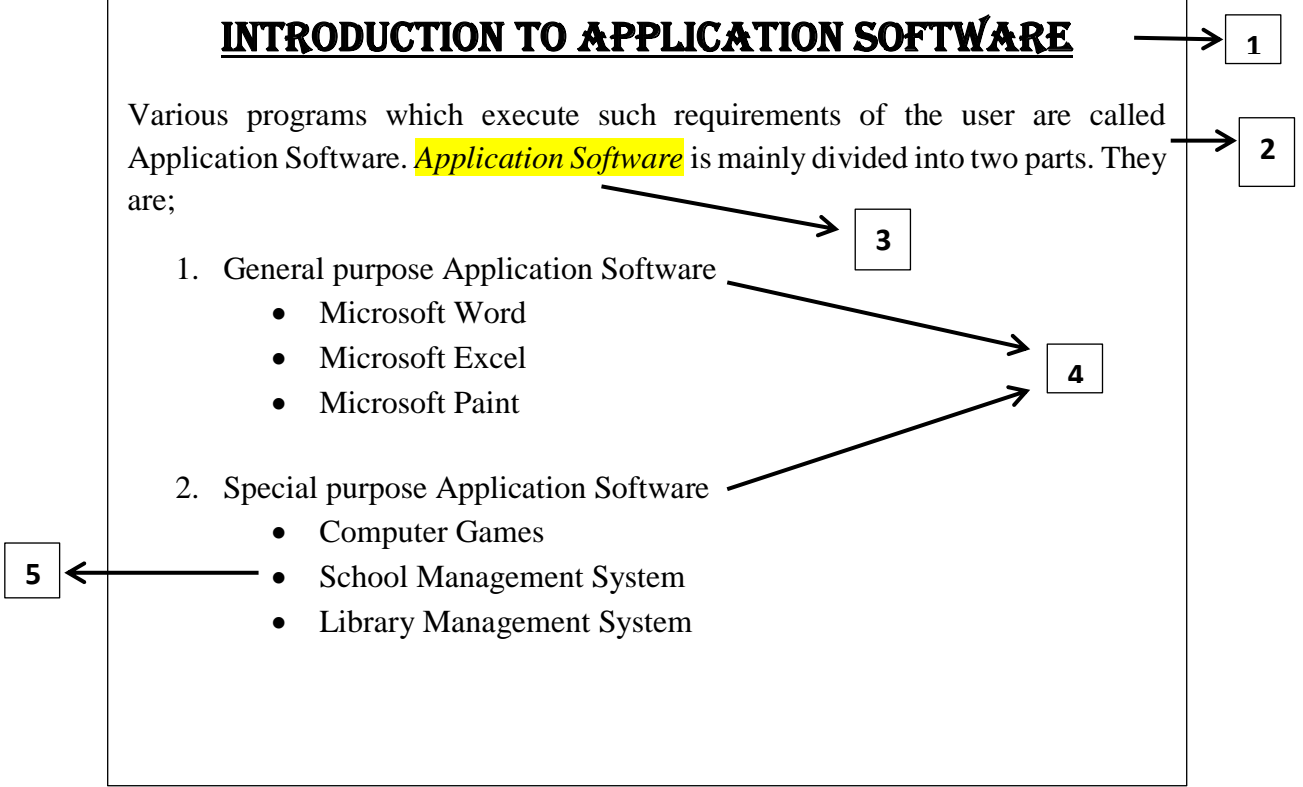 INTRODUCTION TO APPLICATION SOFTWARE
1
Various programs which execute such requirements of the user are called
2
Application Software. Application Software is mainly divided into two parts. They
are;
3
1. General purpose Application Software
• Microsoft Word
• Microsoft Excel
4
• Microsoft Paint
2. Special purpose Application Software
• Computer Games
5
• School Management System
• Library Management System